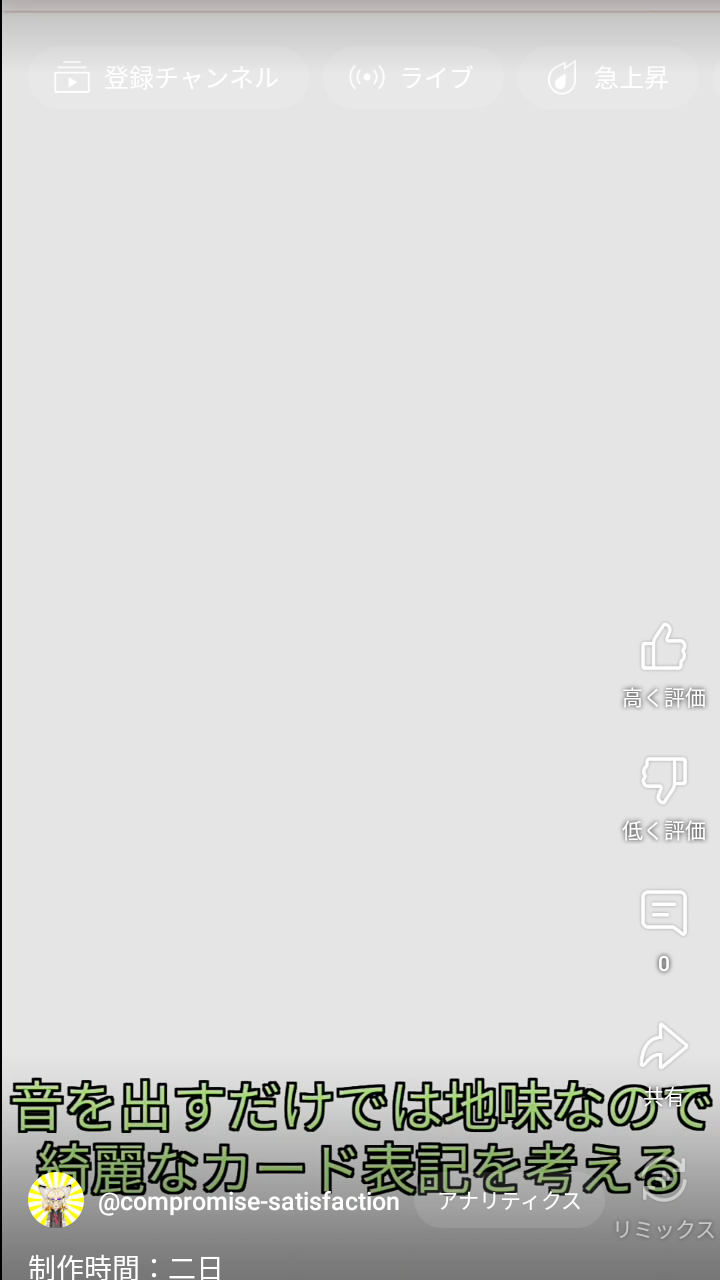 登録チャンネル
ライブ
急上昇
高く評価
低く評価
0
共有
音を出すだけでは地味なので
綺麗なカード表記を考える
@compromise-satisfaction
アナリティクス
リミックス
制作時間：二日